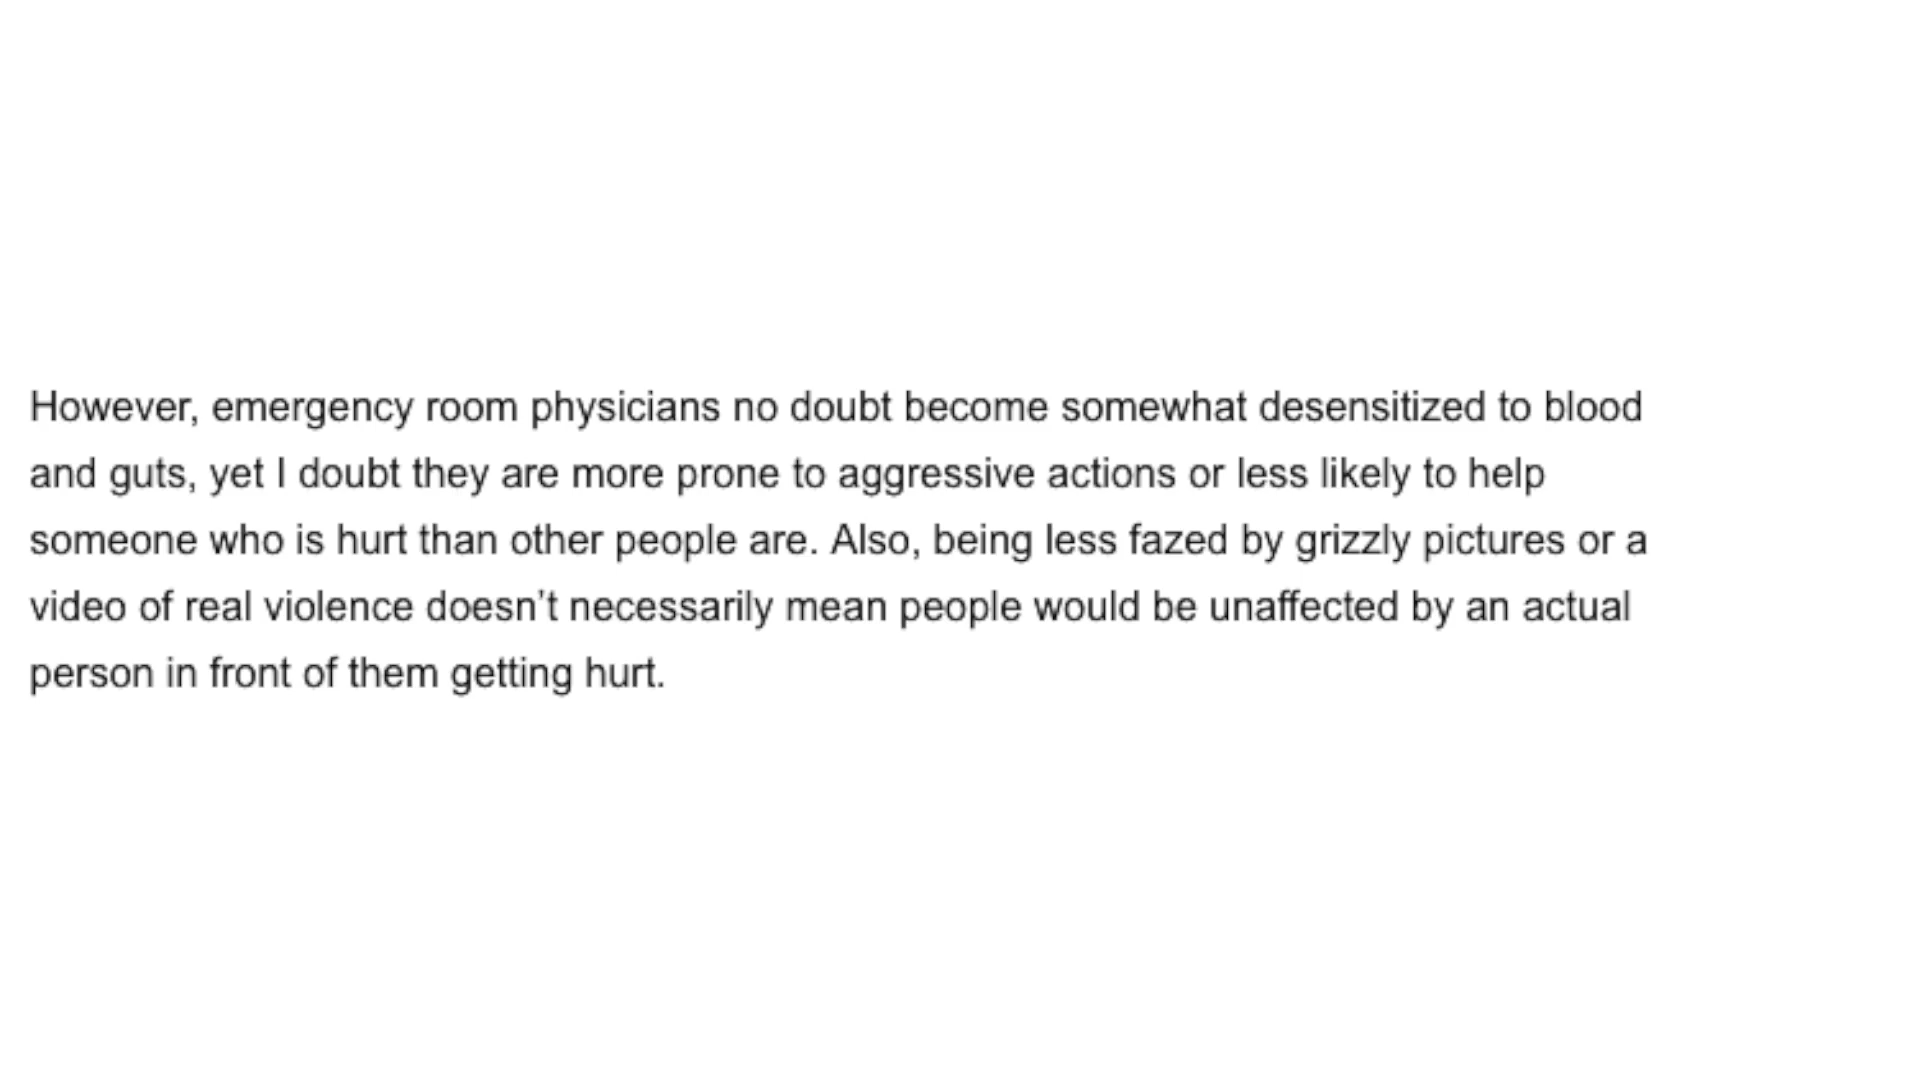 However, emergency room physicians no doubt become somewhat desensitized to blood
and guts, yet I doubt they are more prone to aggressive actions or less likely to help
someone who is hurt than other people are. Also, being less fazed by grizzly pictures or a
video of real violence doesn't necessarily mean people would be unaffected by an actual
person in front of them getting hurt.